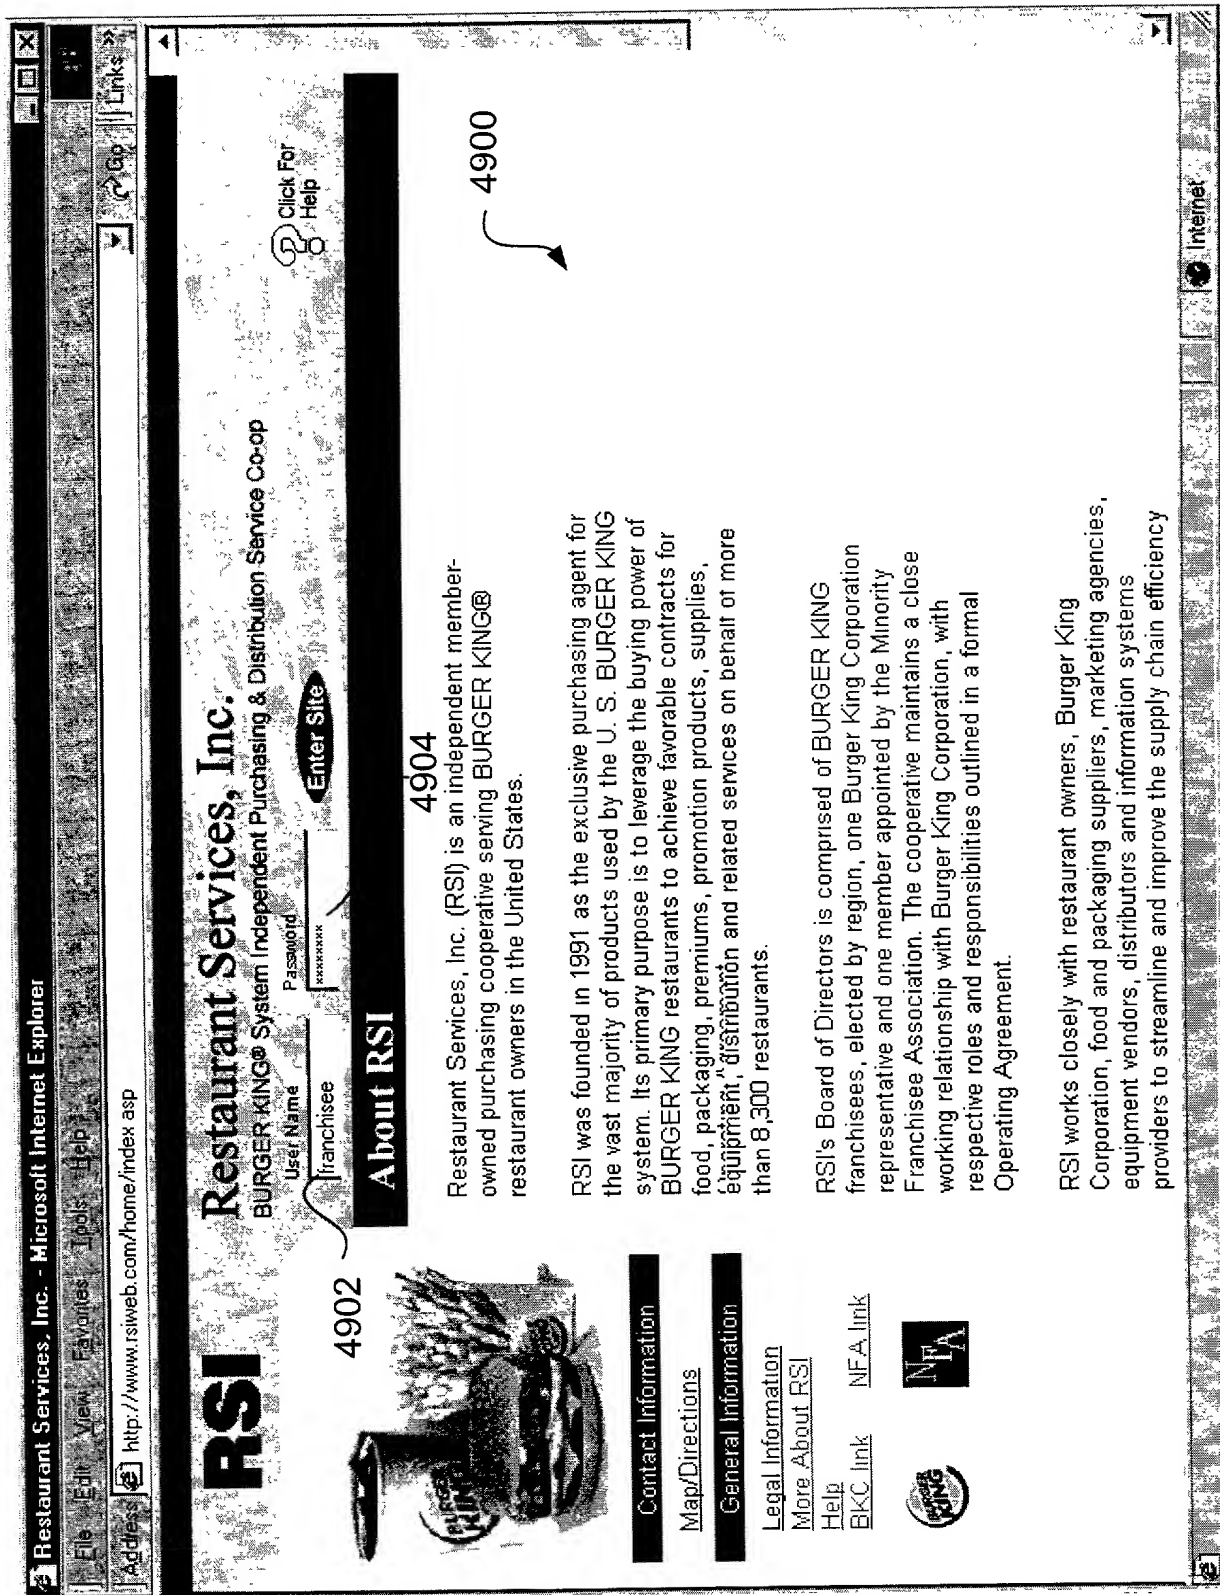 Restaurant Services, Inc. - Microsoft Internet Explorer
File Edit View Favorites Tools Help
Address http://www.rsiweb.com/home/index asp Go Links »
RSI
Restaurant Services, Inc.
BURGER KING® System Independent Purchasing & Distribution Service Co-op
User Name Password
franchisee xxxxxxxx Enter Site
Click For
Help
4902
About RSI
4904
4900
BURGER
KING
Contact Information
Map/Directions
General Information
Legal Information
More About RSI
Help
BKC link NFA link
BURGER
KING
NFA
Restaurant Services, Inc. (RSI) is an independent member-
owned purchasing cooperative serving BURGER KING®
restaurant owners in the United States.
RSI was founded in 1991 as the exclusive purchasing agent for
the vast majority of products used by the U. S. BURGER KING
system. Its primary purpose is to leverage the buying power of
BURGER KING restaurants to achieve favorable contracts for
food, packaging, premiums, promotion products, supplies,
equipment, distribution and related services on behalf of more
than 8,300 restaurants.
RSI's Board of Directors is comprised of BURGER KING
franchisees, elected by region, one Burger King Corporation
representative and one member appointed by the Minority
Franchisee Association. The cooperative maintains a close
working relationship with Burger King Corporation, with
respective roles and responsibilities outlined in a formal
Operating Agreement.
RSI works closely with restaurant owners, Burger King
Corporation, food and packaging suppliers, marketing agencies,
equipment vendors, distributors and information systems
providers to streamline and improve the supply chain efficiency
Internet